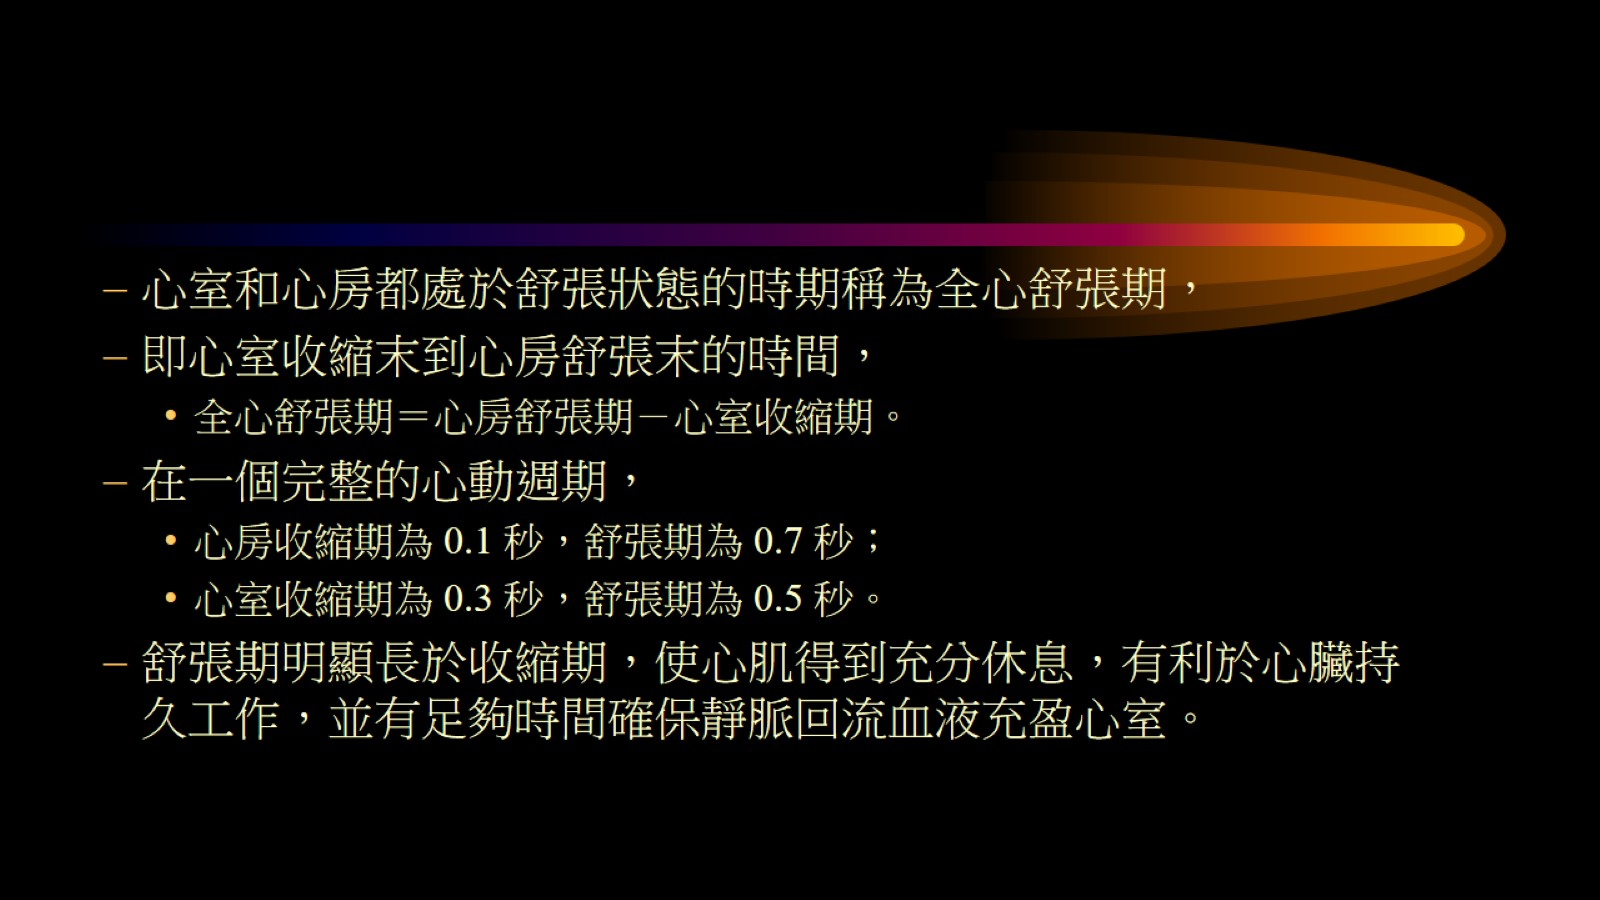 – 心室和心房都處於舒張狀態的時期稱為全心舒張期，
– 即心室收縮末到心房舒張末的時間，
• 全心舒張期＝心房舒張期－心室收縮期。
– 在一個完整的心動週期，
• 心房收縮期為 0.1 秒，舒張期為 0.7 秒；
• 心室收縮期為 0.3 秒，舒張期為 0.5 秒。
– 舒張期明顯長於收縮期，使心肌得到充分休息，有利於心臟持
久工作，並有足夠時間確保靜脈回流血液充盈心室。